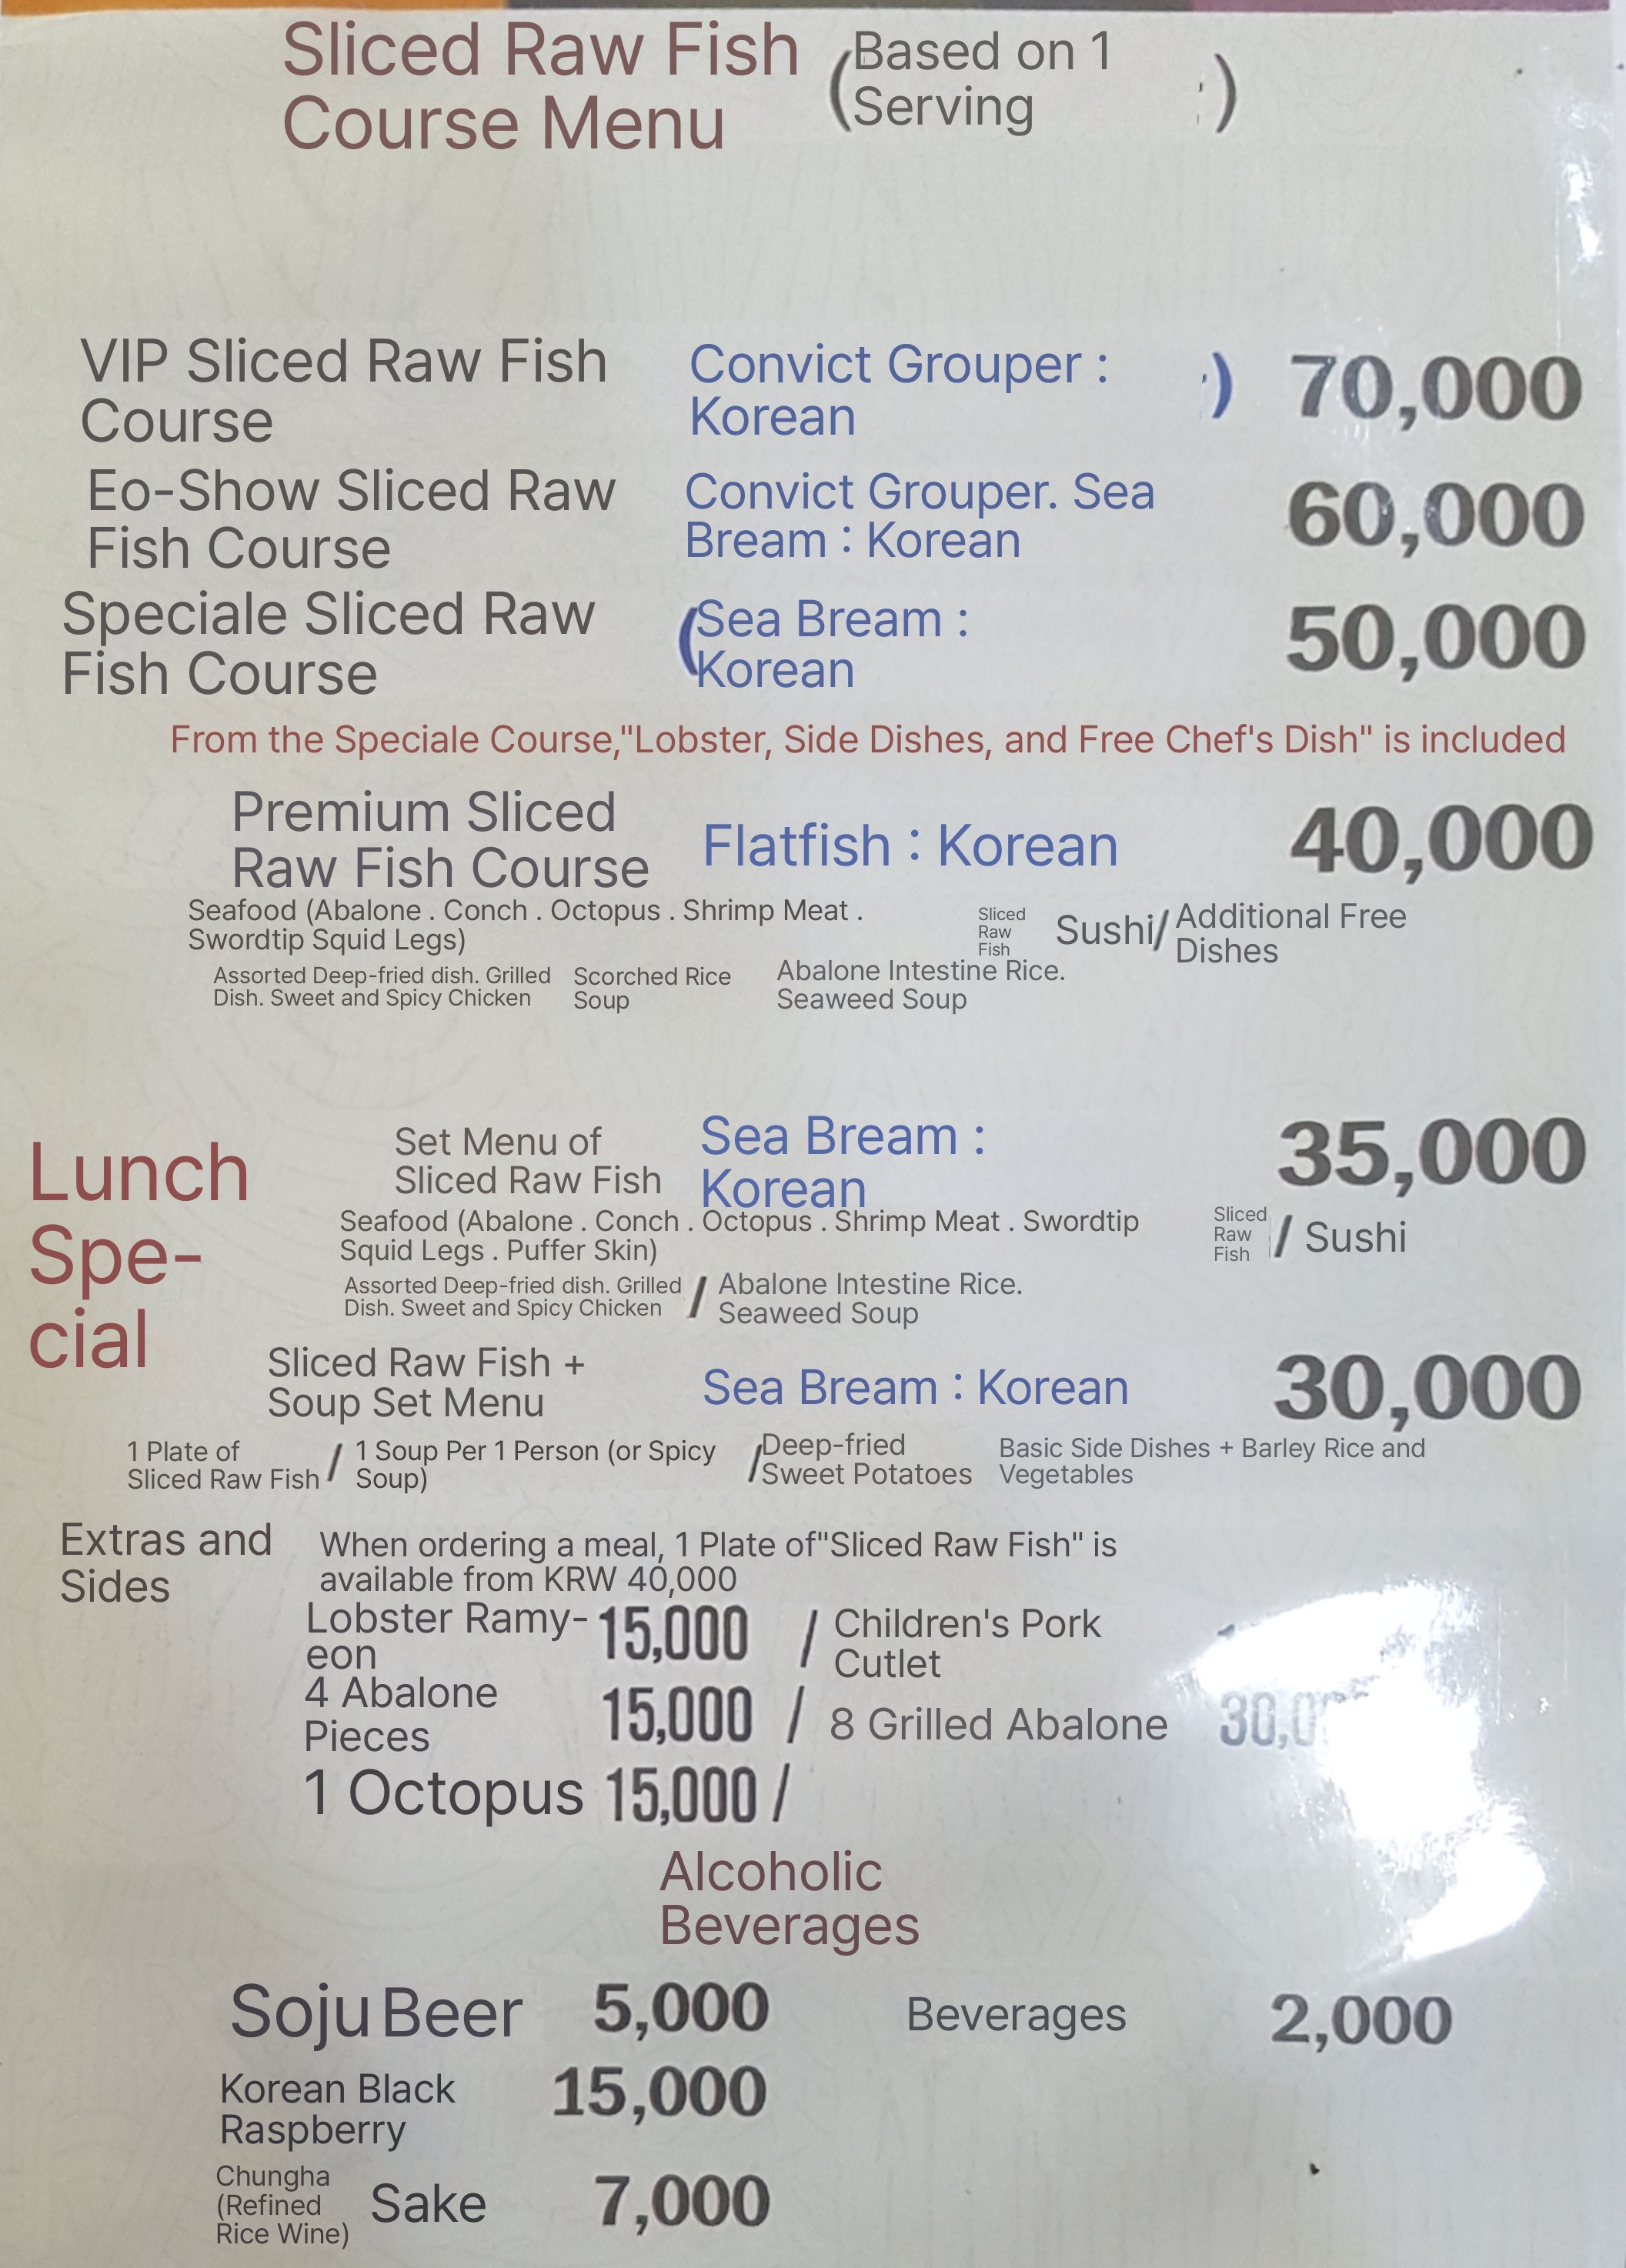 Sliced Raw Fish
Course Menu
(Based on 1
Serving )
VIP Sliced Raw Fish
Course
Convict Grouper :
Korean ) 70,000
Eo-Show Sliced Raw
Fish Course
Convict Grouper. Sea
Bream : Korean
60,000
Speciale Sliced Raw
Fish Course
(Sea Bream :
Korean
50,000
From the Speciale Course,"Lobster, Side Dishes, and Free Chef's Dish" is included
Premium Sliced
Raw Fish Course
Flatfish : Korean
40,000
Seafood (Abalone . Conch . Octopus . Shrimp Meat .
Swordtip Squid Legs)
Sliced
Raw
Fish
Sushi/
Additional Free
Dishes
Assorted Deep-fried dish. Grilled
Dish. Sweet and Spicy Chicken
Scorched Rice
Soup
Abalone Intestine Rice.
Seaweed Soup
Lunch
Spe-
cial
Set Menu of
Sliced Raw Fish
Sea Bream :
Korean
35,000
Seafood (Abalone . Conch . Octopus . Shrimp Meat . Swordtip
Squid Legs . Puffer Skin)
Sliced
Raw
Fish
/ Sushi
Assorted Deep-fried dish. Grilled
Dish. Sweet and Spicy Chicken
/ Abalone Intestine Rice.
Seaweed Soup
Sliced Raw Fish +
Soup Set Menu
Sea Bream : Korean
30,000
1 Plate of
Sliced Raw Fish /
1 Soup Per 1 Person (or Spicy
Soup)
/Deep-fried
Sweet Potatoes
Basic Side Dishes + Barley Rice and
Vegetables
Extras and
Sides
When ordering a meal, 1 Plate of"Sliced Raw Fish" is
available from KRW 40,000
Lobster Ramy-
eon
15,000 /
Children's Pork
Cutlet
4 Abalone
Pieces
15,000 / 8 Grilled Abalone
1 Octopus 15,000 /
Alcoholic
Beverages
Soju Beer 5,000 Beverages 2,000
Korean Black
Raspberry
15,000
Chungha
(Refined
Rice Wine)
Sake 7,000